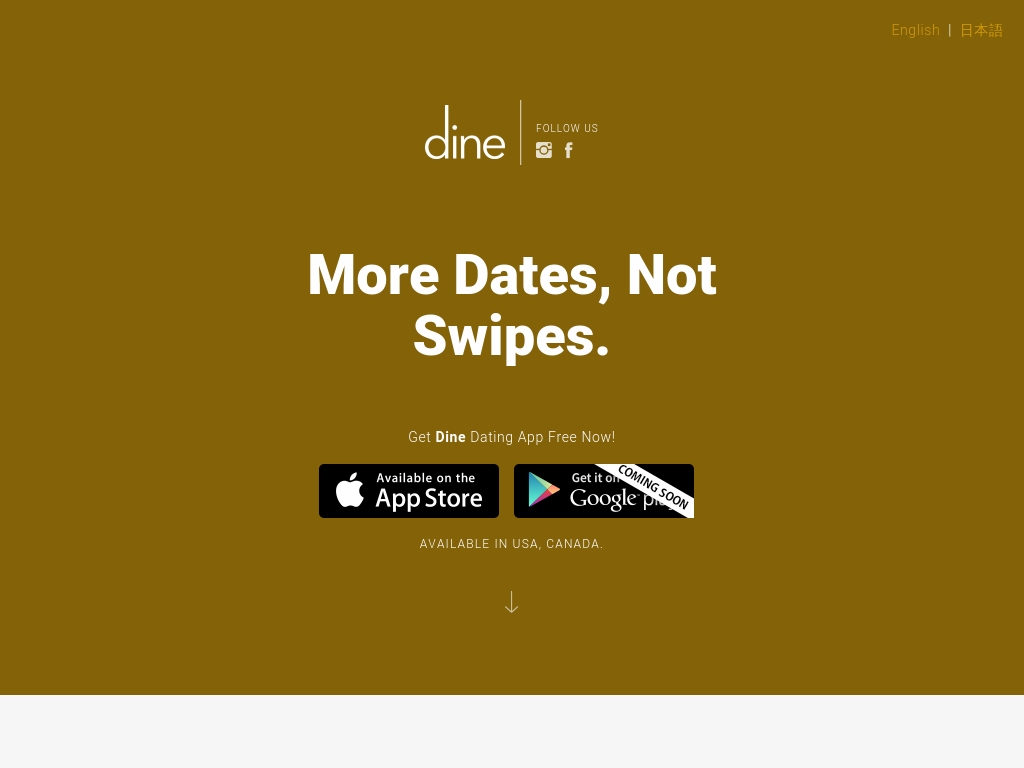 English | 日本語
dine
FOLLOW US
More Dates, Not
Swipes.
Get Dine Dating App Free Now!
Available on the
App Store
Get it on
Google play
COMING SOON
AVAILABLE IN USA, CANADA.